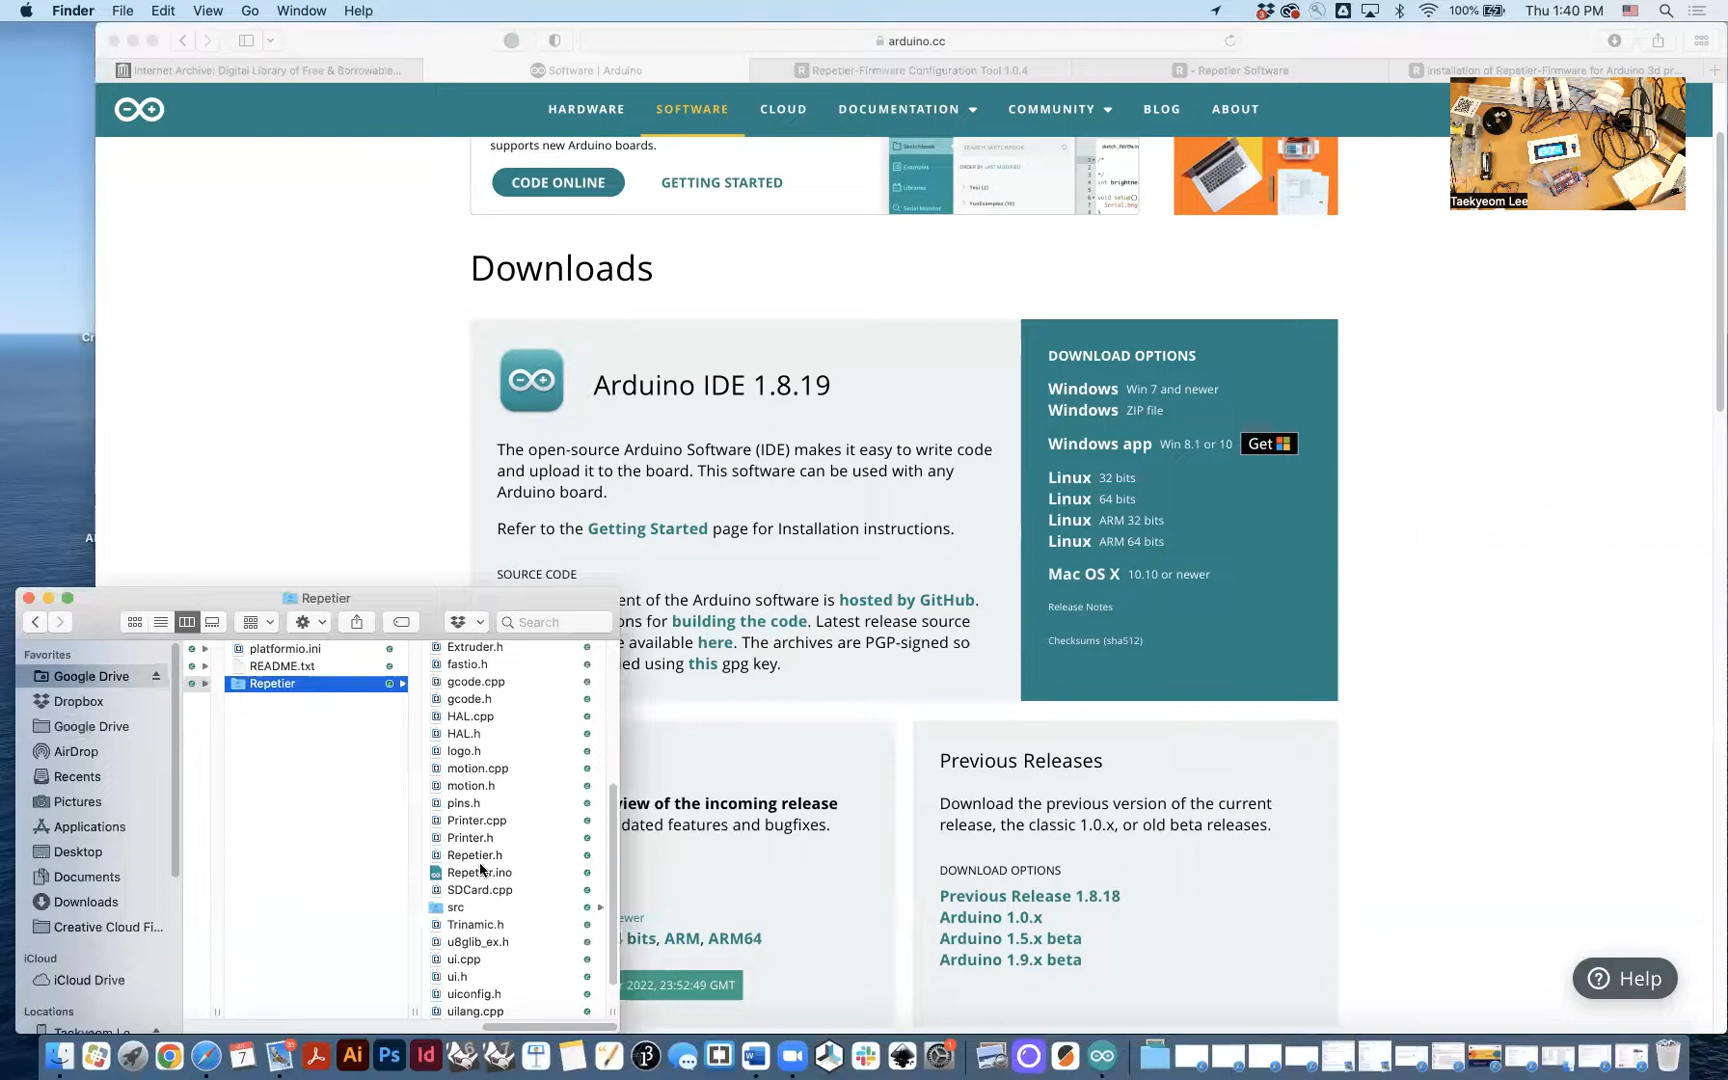 Finder File Edit View Go Window Help
100% Thu 1:40 PM
arduino.cc
Internet Archive: Digital Library of Free & Borrowable...
Software | Arduino
Repetier-Firmware Configuration Tool 1.0.4
- Repetier Software
Installation of Repetier-Firmware for Arduino 3d pr...
HARDWARE SOFTWARE CLOUD DOCUMENTATION COMMUNITY BLOG ABOUT
supports new Arduino boards.
CODE ONLINE GETTING STARTED
Taekyeom Lee
Downloads
Arduino IDE 1.8.19
The open-source Arduino Software (IDE) makes it easy to write code
and upload it to the board. This software can be used with any
Arduino board.
Refer to the Getting Started page for Installation instructions.
SOURCE CODE
ent of the Arduino software is hosted by GitHub.
ons for building the code. Latest release source
e available here. The archives are PGP-signed so
ed using this gpg key.
DOWNLOAD OPTIONS
Windows Win 7 and newer
Windows ZIP file
Windows app Win 8.1 or 10 Get
Linux 32 bits
Linux 64 bits
Linux ARM 32 bits
Linux ARM 64 bits
Mac OS X 10.10 or newer
Release Notes
Checksums (sha512)
view of the incoming release
dated features and bugfixes.
ewer
4 bits, ARM, ARM64
2022, 23:52:49 GMT
Previous Releases
Download the previous version of the current
release, the classic 1.0.x, or old beta releases.
DOWNLOAD OPTIONS
Previous Release 1.8.18
Arduino 1.0.x
Arduino 1.5.x beta
Arduino 1.9.x beta
Help
Repetier
Search
Favorites
Google Drive
Dropbox
Google Drive
AirDrop
Recents
Pictures
Applications
Desktop
Documents
Downloads
Creative Cloud Fi...
iCloud
iCloud Drive
Locations
Taekyeom Le
platformio.ini
README.txt
Repetier
Extruder.h
fastio.h
gcode.cpp
gcode.h
HAL.cpp
HAL.h
logo.h
motion.cpp
motion.h
pins.h
Printer.cpp
Printer.h
Repetier.h
Repetier.ino
SDCard.cpp
src
Trinamic.h
u8glib_ex.h
ui.cpp
ui.h
uiconfig.h
uilang.cpp